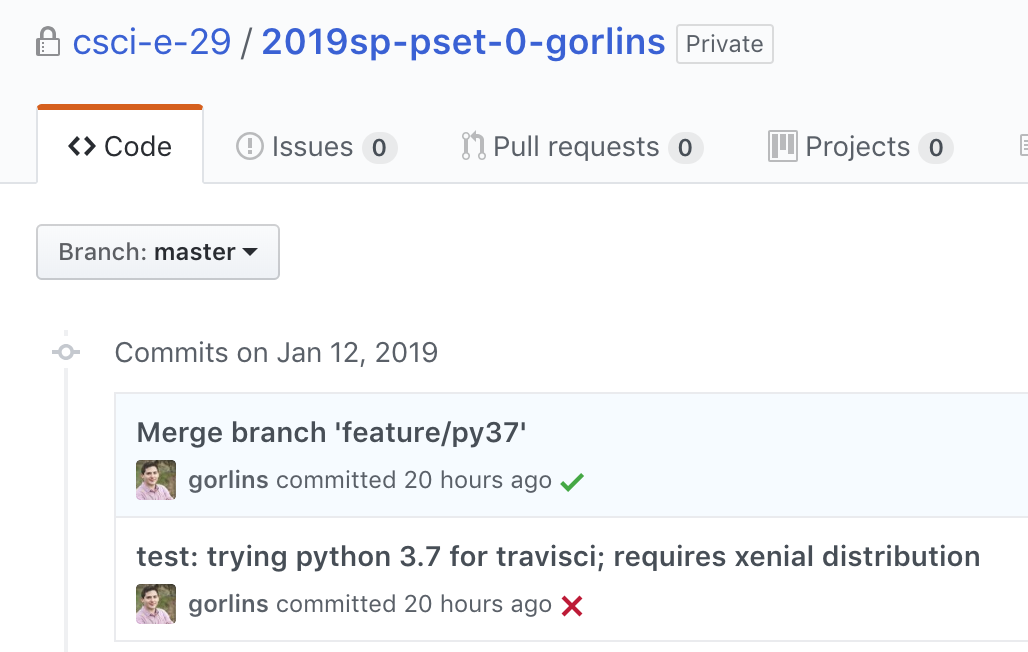 csci-e-29 / 2019sp-pset-0-gorlins Private
Code Issues 0 Pull requests 0 Projects 0
Branch: master
Commits on Jan 12, 2019
Merge branch 'feature/py37'
gorlins committed 20 hours ago
test: trying python 3.7 for travisci; requires xenial distribution
gorlins committed 20 hours ago